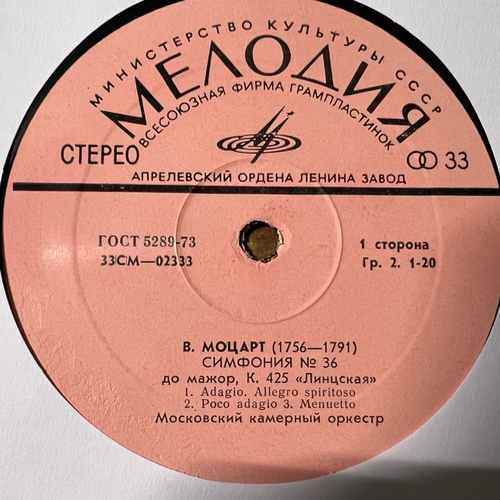 МИНИСТЕРСТВО КУЛЬТУРЫ СССР
МЕЛОДИЯ
ВСЕСОЮЗНАЯ ФИРМА ГРАМПЛАСТИНОК
СТЕРЕО
33
АПРЕЛЕВСКИЙ ОРДЕНА ЛЕНИНА ЗАВОД
ГОСТ 5289-73
33СМ—02333
1 сторона
Гр. 2. 1-20
В. МОЦАРТ (1756—1791)
СИМФОНИЯ № 36
до мажор, К. 425 «Линцская»
1. Adagio. Allegro spiritoso
2. Poco adagio 3. Menuetto
Московский камерный оркестр